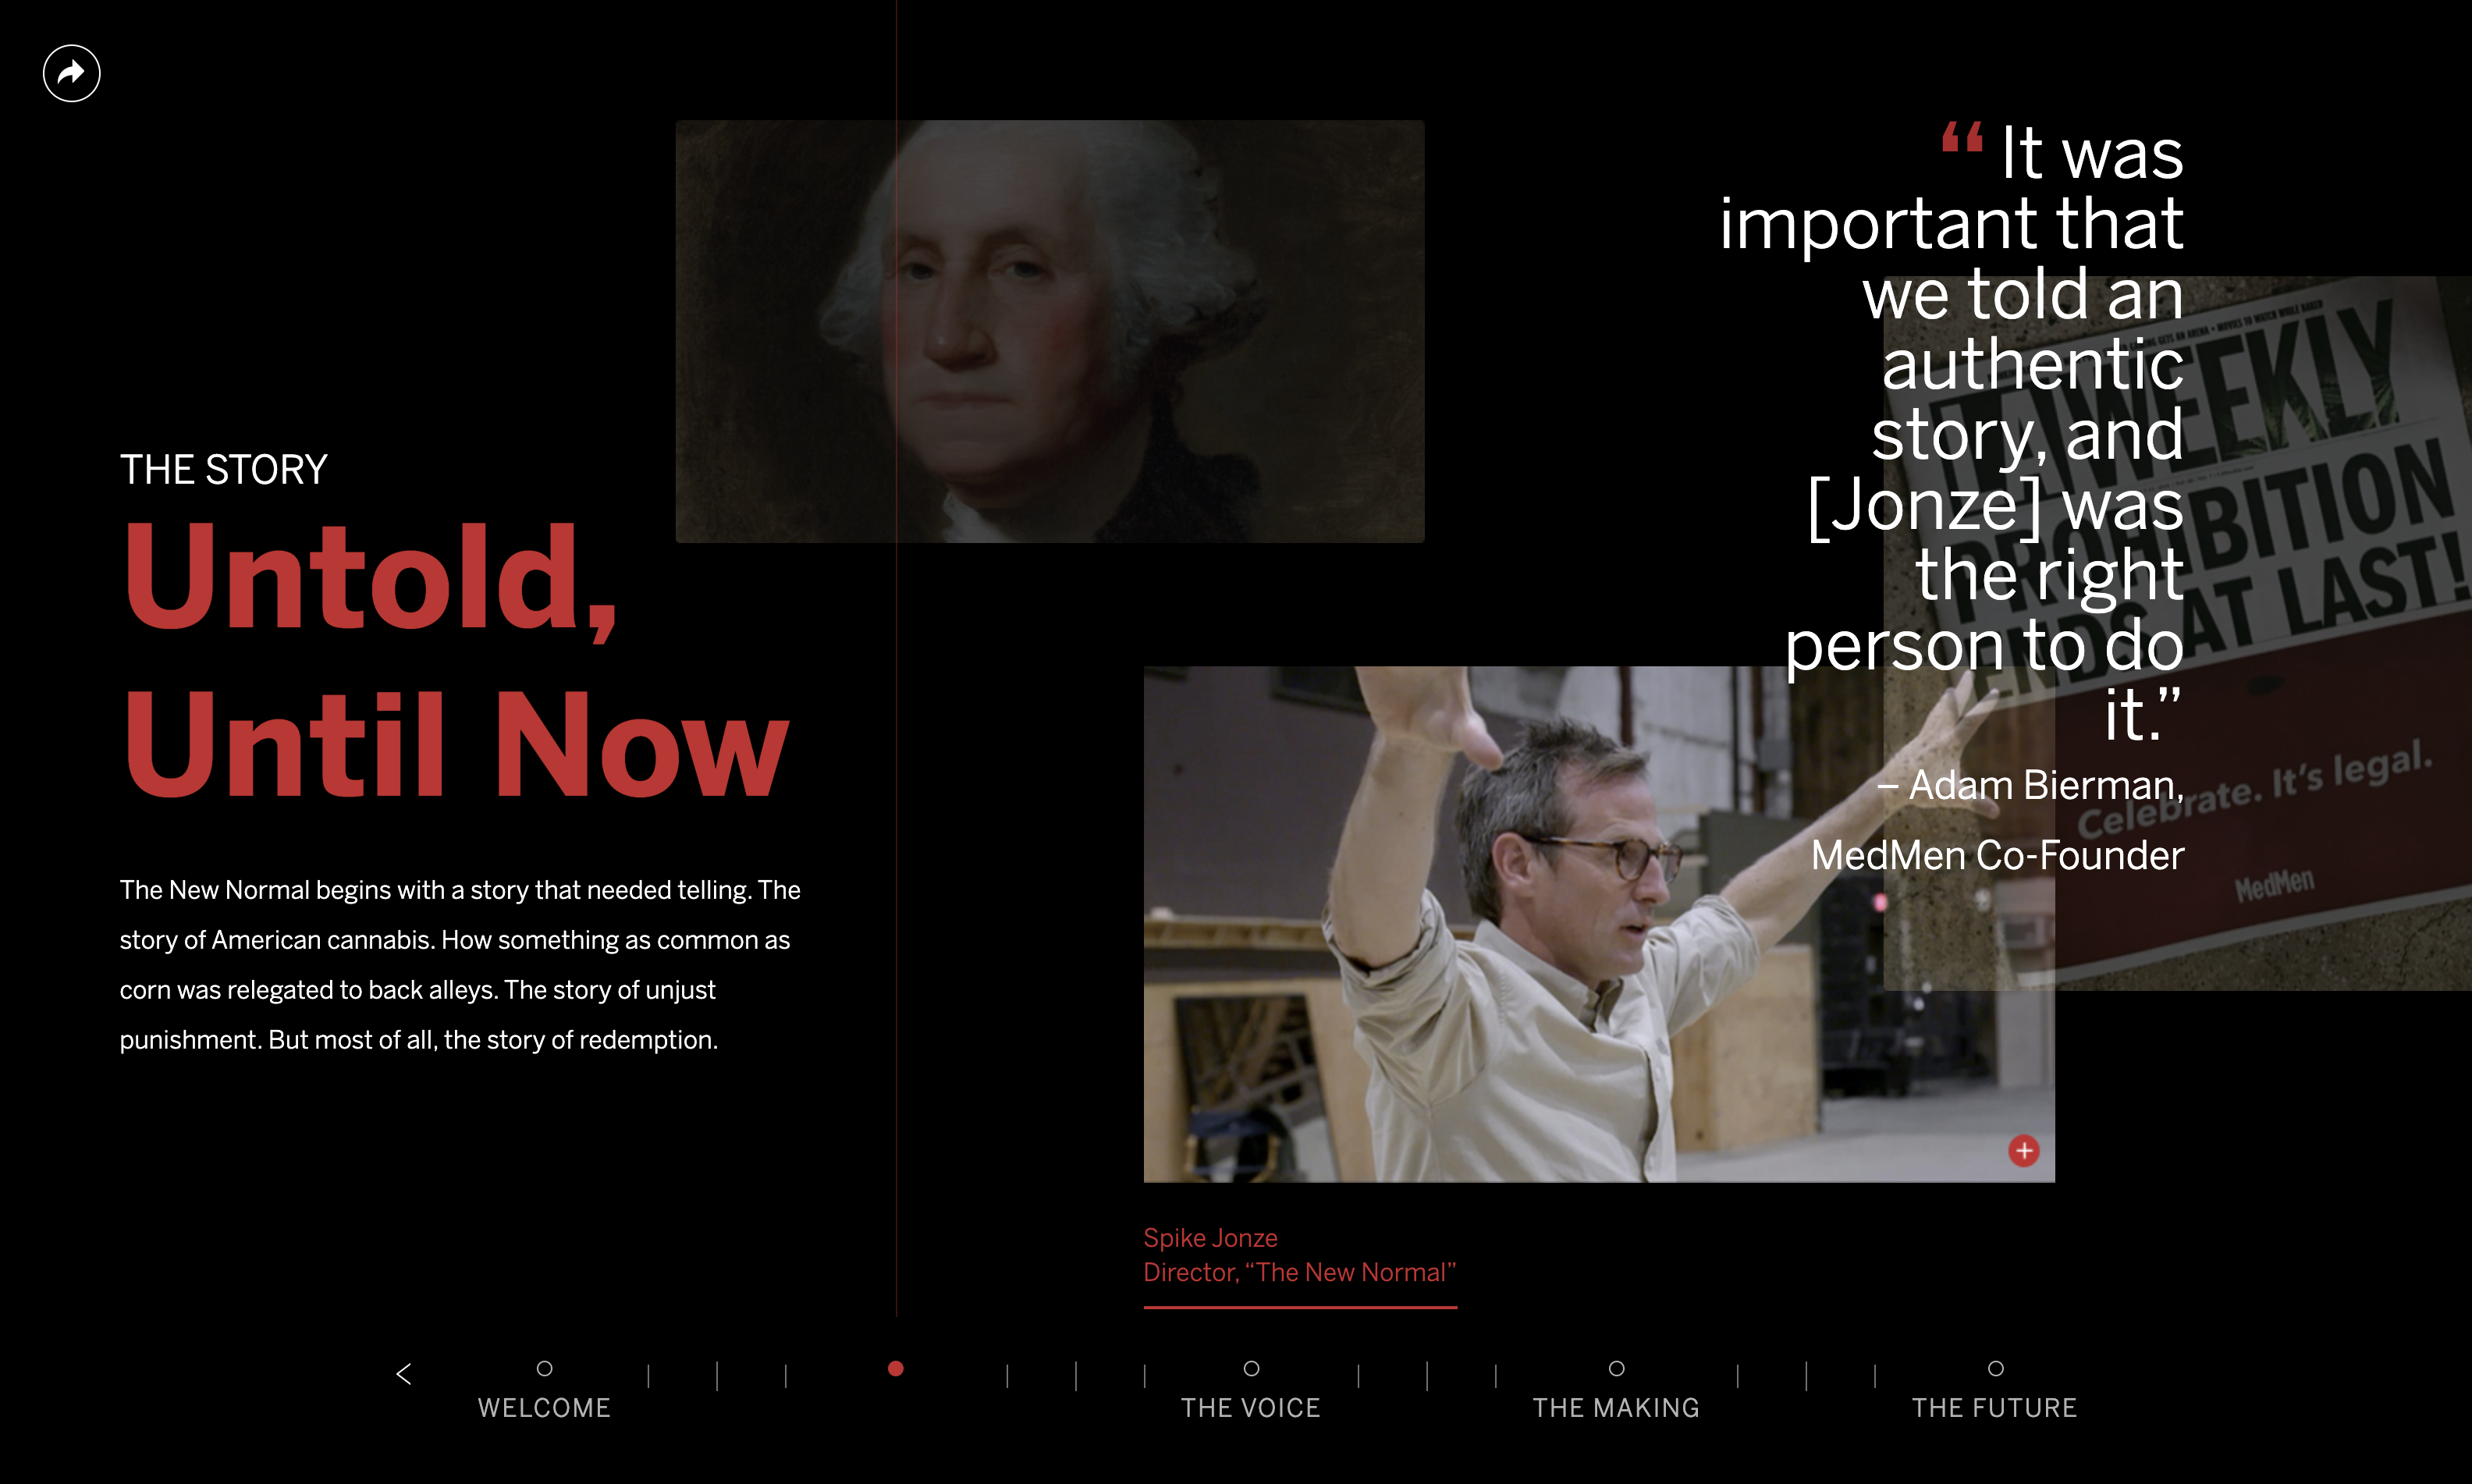 THE STORY
Untold,
Until Now
The New Normal begins with a story that needed telling. The
story of American cannabis. How something as common as
corn was relegated to back alleys. The story of unjust
punishment. But most of all, the story of redemption.
“ It was
important that
we told an
authentic
story, and
[Jonze] was
the right
person to do
it.”
– Adam Bierman,
MedMen Co-Founder
WEEKLY
PROHIBITION
ENDS AT LAST!
Celebrate. It’s legal.
MedMen
Spike Jonze
Director, “The New Normal”
WELCOME
THE VOICE
THE MAKING
THE FUTURE